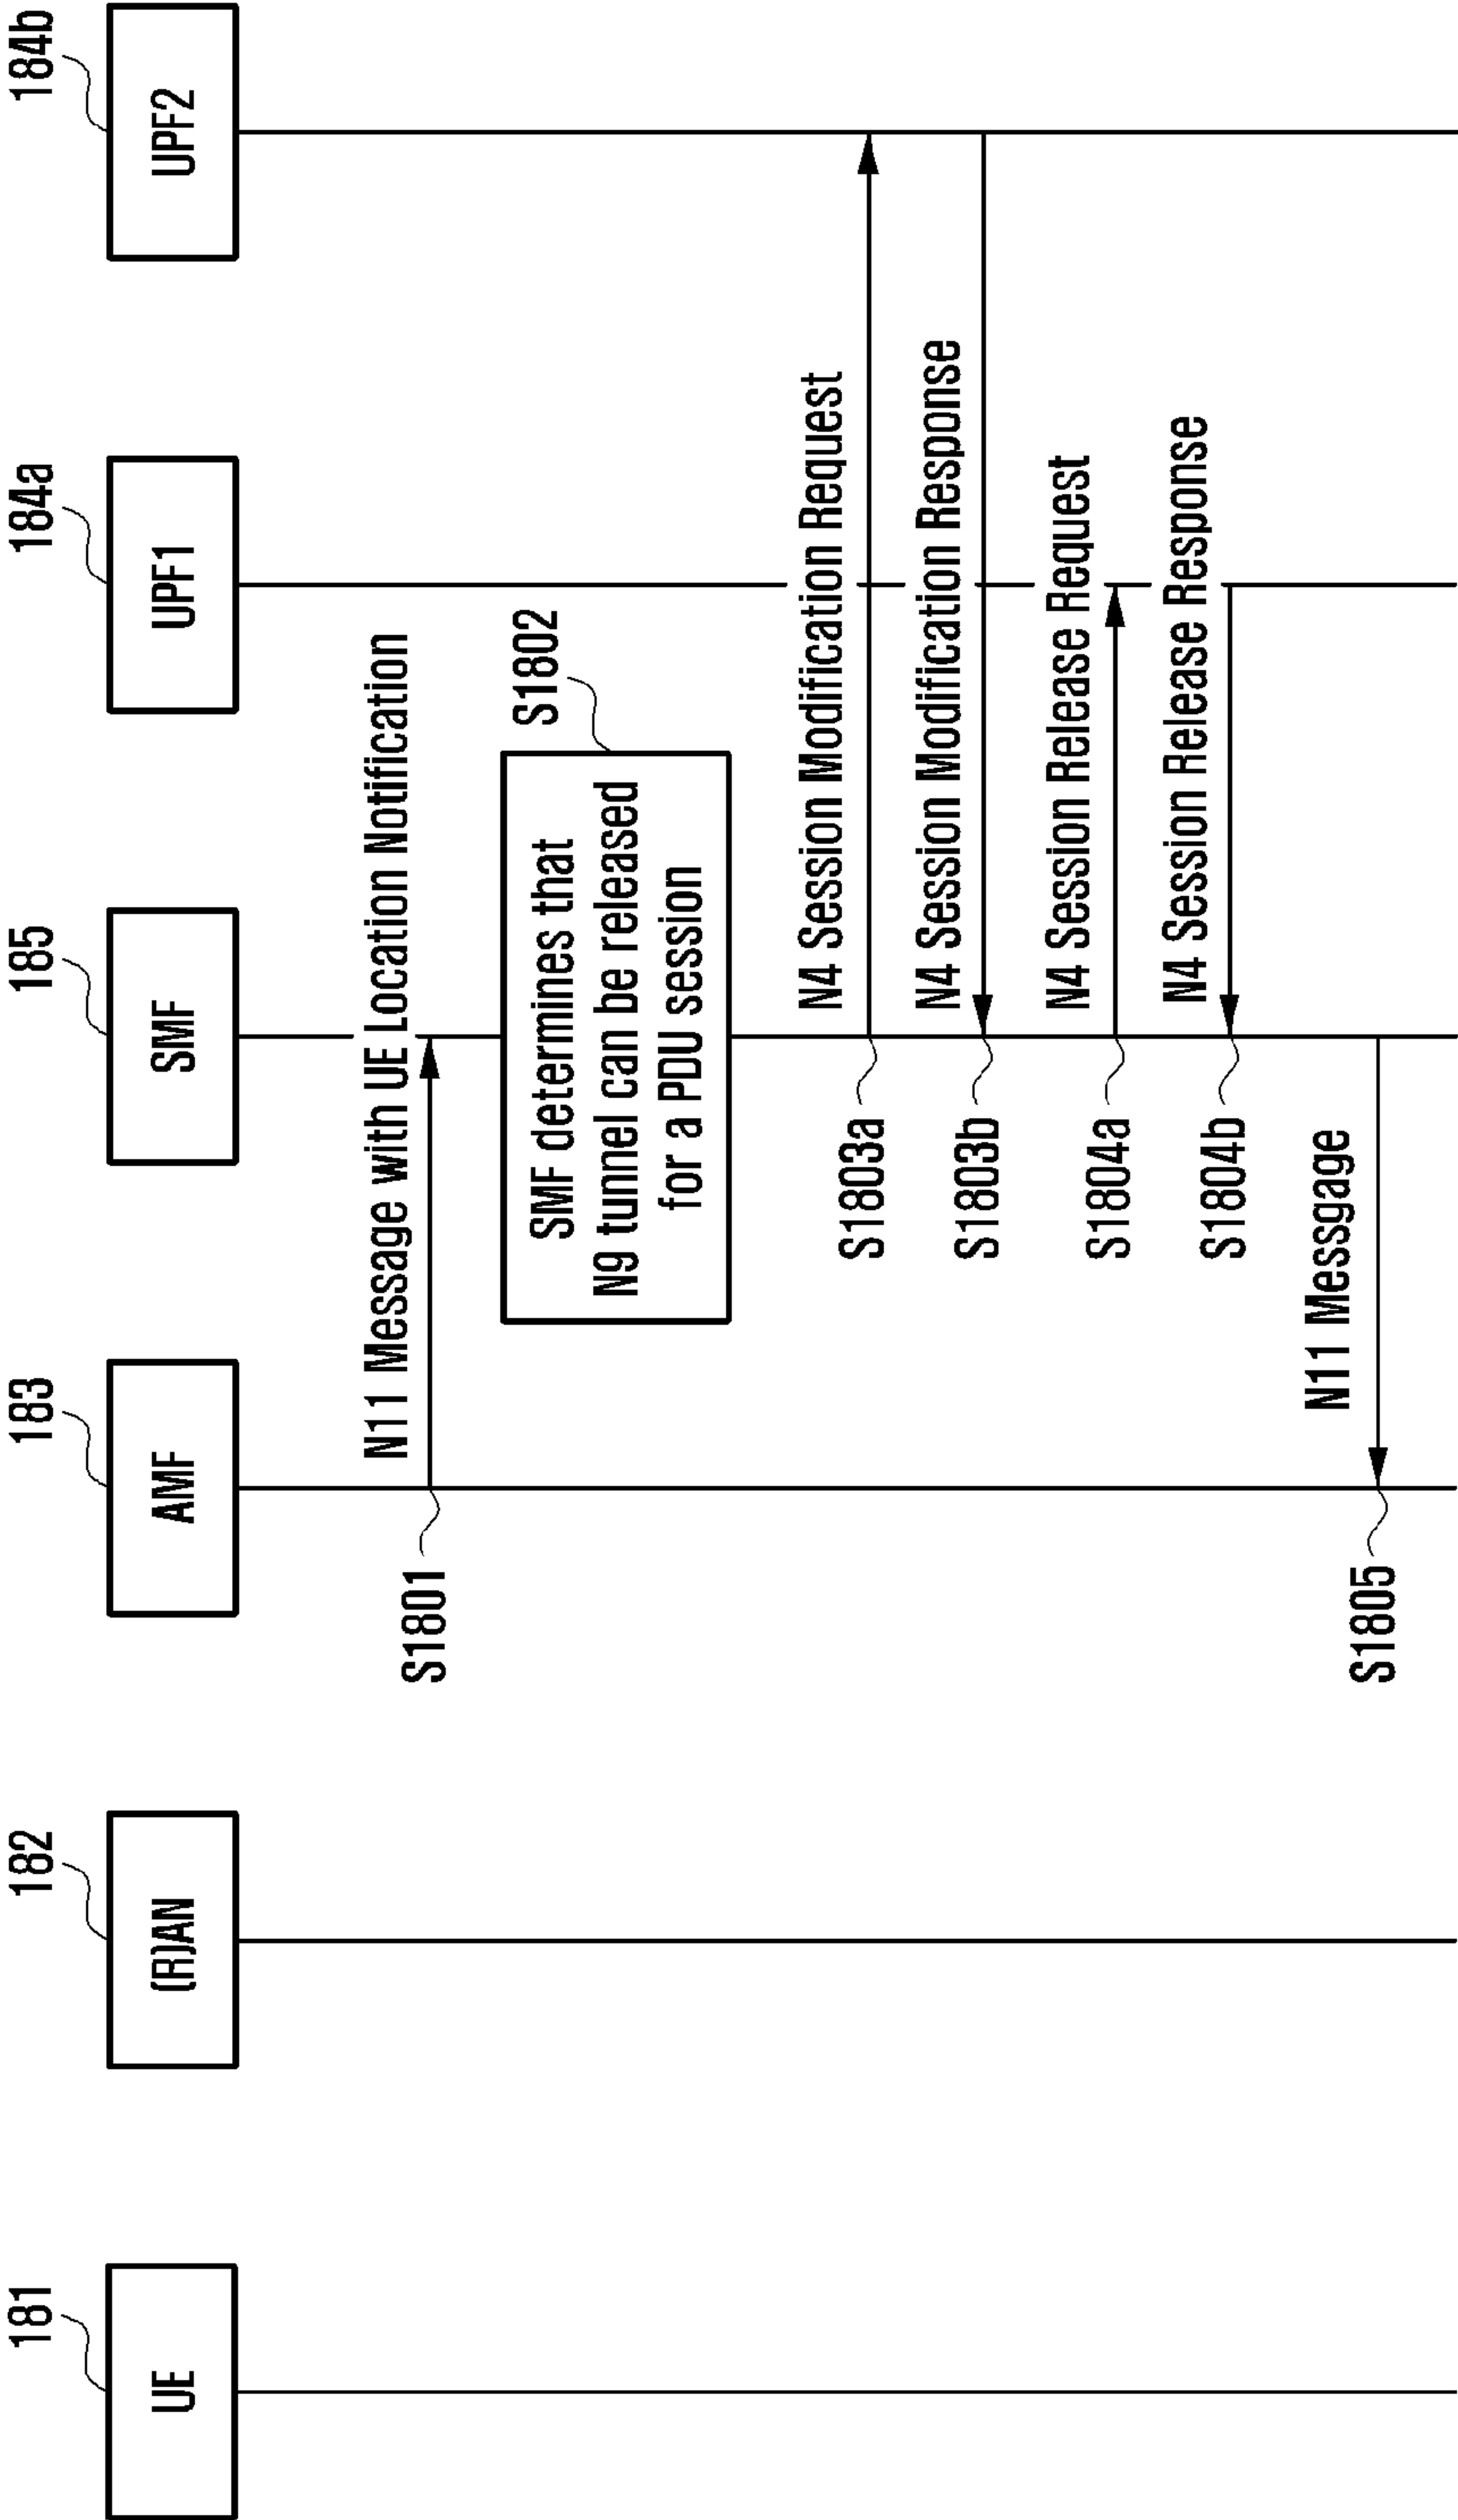 181
182
183
185
184a
184b
UE
(R)AN
AMF
SMF
UPF1
UPF2
N11 Message with UE Location Notification
S1801
S1802
SMF determines that
N9 tunnel can be released
for a PDU session
N4 Session Modification Request
S1803a
N4 Session Modification Response
S1803b
N4 Session Release Request
S1804a
N4 Session Release Response
S1804b
N11 Message
S1805